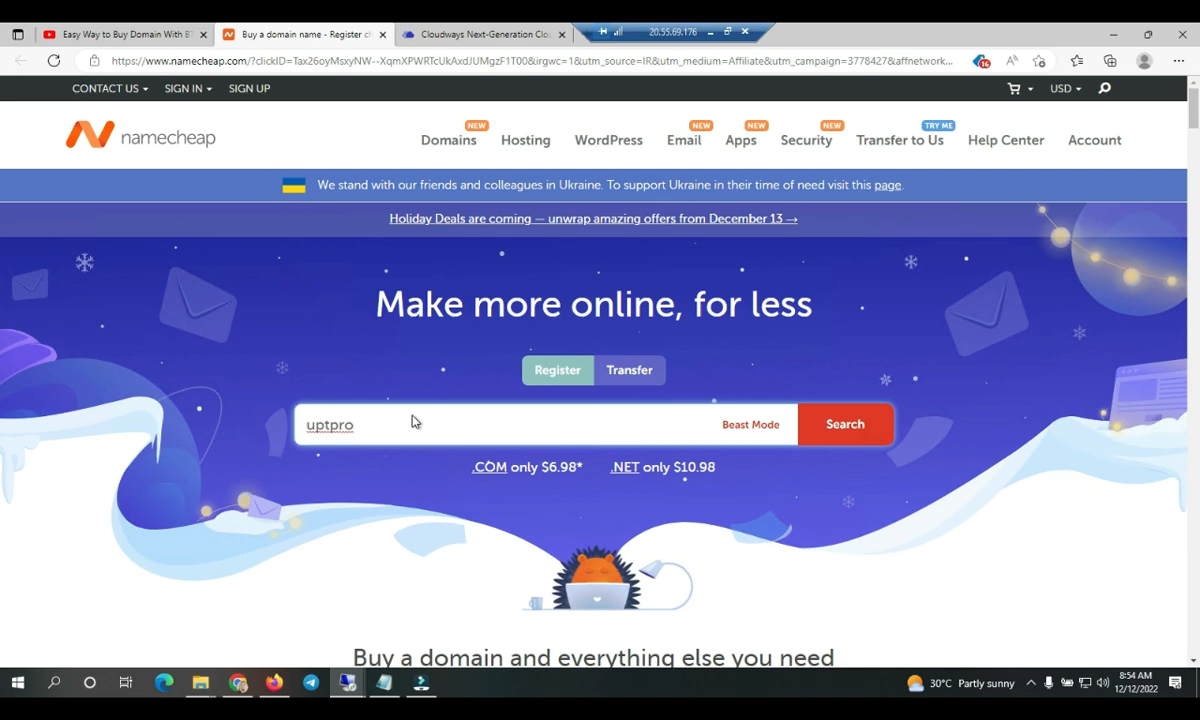 Easy Way to Buy Domain With BT
Buy a domain name - Register ch
Cloudways Next-Generation Clou
20.55.69.176
https://www.namecheap.com/?clickID=Tax26oyMsxyNW--XqmXPWRTcUkAxdJUMgzF1T00&irgwc=1&utm_source=IR&utm_medium=Affiliate&utm_campaign=3778427&affnetwork...
16
CONTACT US
SIGN IN
SIGN UP
USD
namecheap
NEW
NEW
NEW
NEW
TRY ME
Domains
Hosting
WordPress
Email
Apps
Security
Transfer to Us
Help Center
Account
We stand with our friends and colleagues in Ukraine. To support Ukraine in their time of need visit this page.
Holiday Deals are coming — unwrap amazing offers from December 13 →
Make more online, for less
Register
Transfer
uptpro
Beast Mode
Search
.COM only $6.98*
.NET only $10.98
Buy a domain and everything else you need
30°C Partly sunny
8:54 AM
12/12/2022